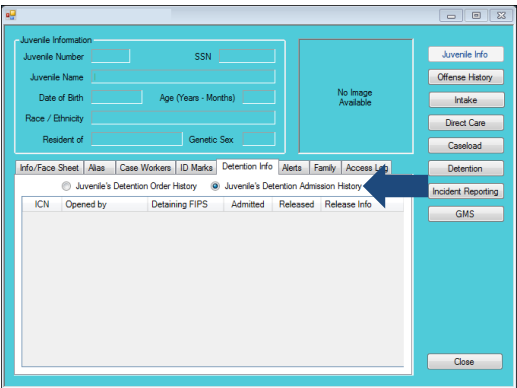 Juvenile Information
Juvenile Number SSN
Juvenile Name
Date of Birth Age (Years - Months)
Race / Ethnicity
Resident of Genetic Sex
No Image
Available
Juvenile Info
Offense History
Intake
Direct Care
Caseload
Detention
Incident Reporting
GMS
Info/Face Sheet Alias Case Workers ID Marks Detention Info Alerts Family Access Log
Juvenile's Detention Order History Juvenile's Detention Admission History
ICN Opened by Detaining FIPS Admitted Released Release Info
Close